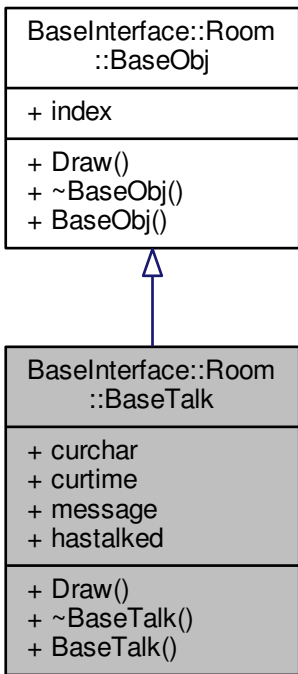 BaseInterface::Room
::BaseObj
+ index
+ Draw()
+ ~BaseObj()
+ BaseObj()
BaseInterface::Room
::BaseTalk
+ curchar
+ curtime
+ message
+ hastalked
+ Draw()
+ ~BaseTalk()
+ BaseTalk()